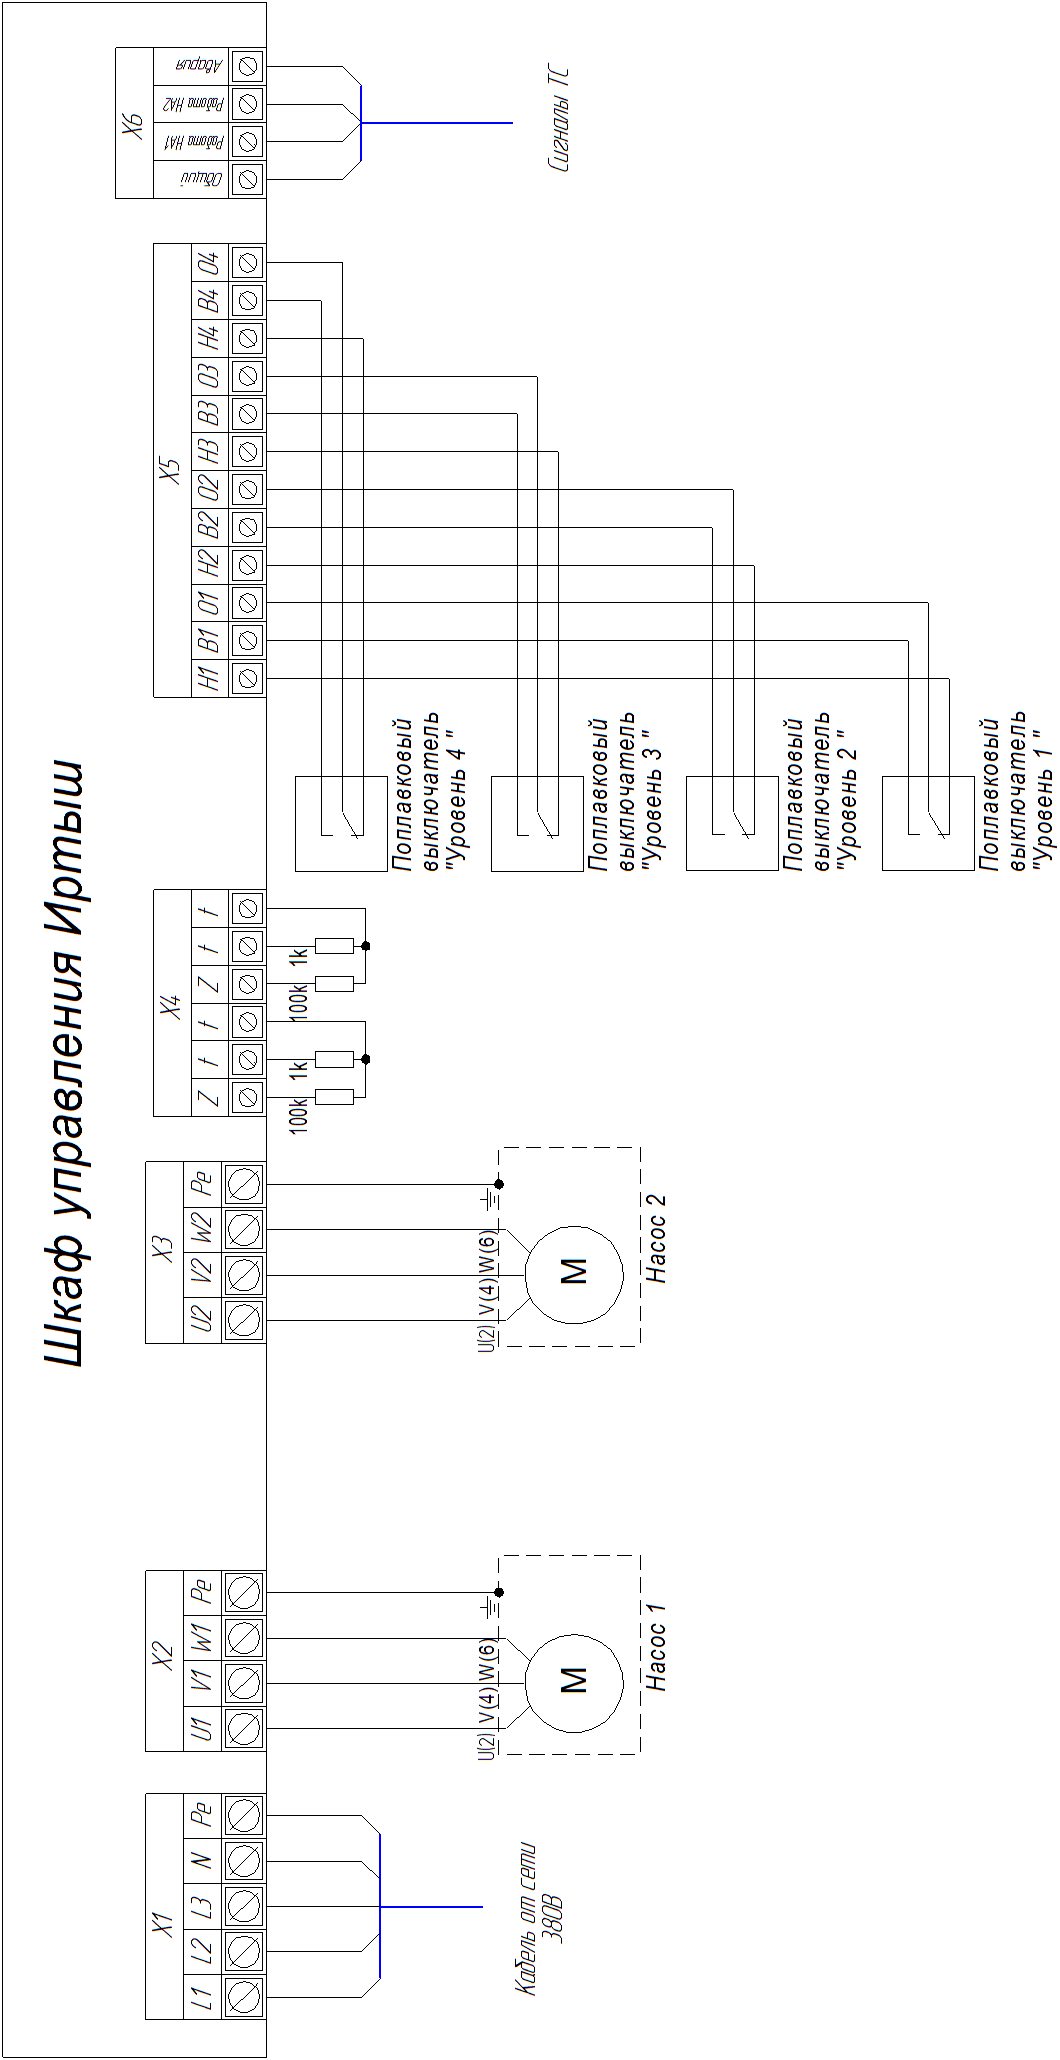 Шкаф управления Иртыш
X1
L1
L2
L3
N
Pe
Кабель от сети
380В
X2
U1
V1
W1
Pe
U(2)
V(4)
W(6)
M
Насос 1
X3
U2
V2
W2
Pe
U(2)
V(4)
W(6)
M
Насос 2
X4
Z
t
t
Z
t
t
100k
1k
100k
1k
X5
Н1
В1
О1
Н2
В2
О2
Н3
В3
О3
Н4
В4
О4
Поплавковый
выключатель
"Уровень 4 "
Поплавковый
выключатель
"Уровень 3 "
Поплавковый
выключатель
"Уровень 2 "
Поплавковый
выключатель
"Уровень 1 "
X6
Общий
Работа НА1
Работа НА2
Авария
Сигналы ТС